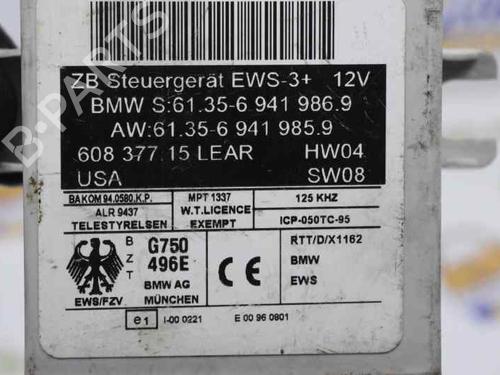 ZB Steuergerät EWS-3+ 12V
BMW S:61.35-6 941 986.9
AW:61.35-6 941 985.9
608 377.15 LEAR HW04
USA SW08
BAKOM 94.0580.K.P. MPT 1337 125 KHZ
ALR 9437 W.T.LICENCE
TELESTYRELSEN EXEMPT ICP-050TC-95
B G750 RTT/D/X1162
Z 496E BMW
T BMW AG EWS
EWS/FZV MÜNCHEN CE
e1 I-00 0221 E 00 96 0801
B-PARTS